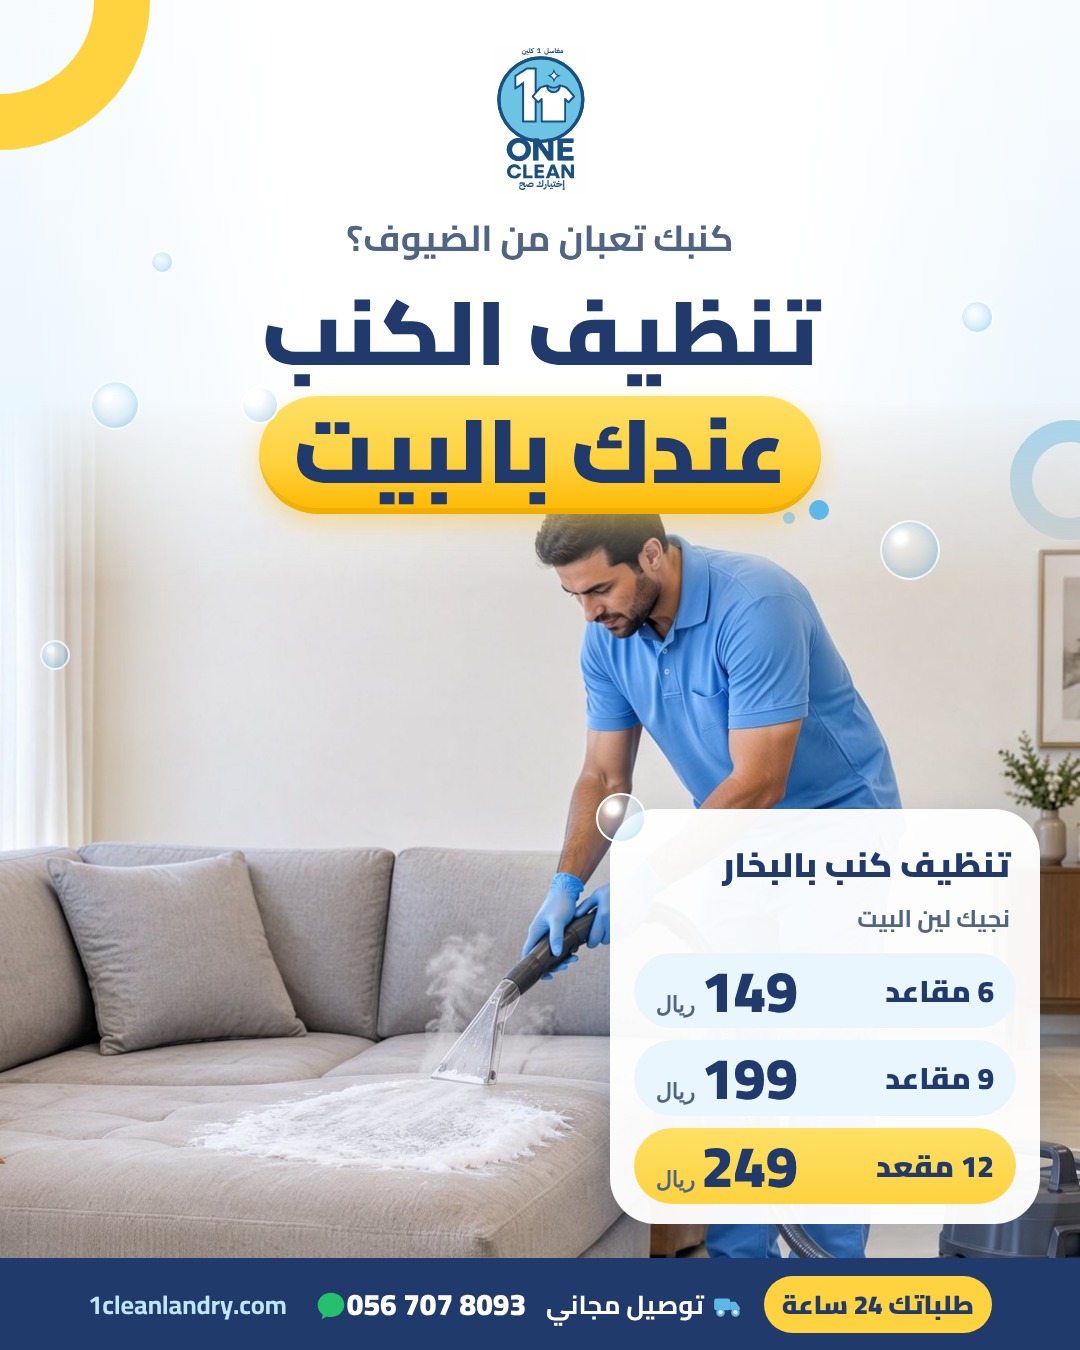 مغاسل 1 كلين
1
ONE
CLEAN
إختيارك صح
كنبك تعبان من الضيوف؟
تنظيف الكنب
عندك بالبيت
تنظيف كنب بالبخار
نجيك لين البيت
6 مقاعد 149 ريال
9 مقاعد 199 ريال
12 مقعد 249 ريال
طلباتك 24 ساعة توصيل مجاني 056 707 8093 1cleanlandry.com